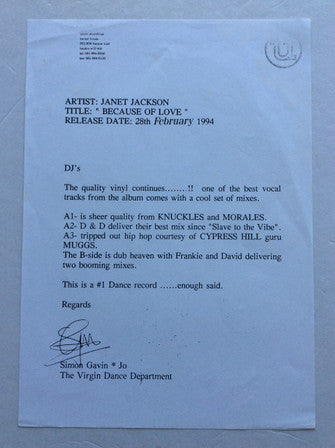 ARTIST: JANET JACKSON
TITLE: " BECAUSE OF LOVE "
RELEASE DATE: 28th February 1994
DJ's
The quality vinyl continues........!! one of the best vocal
tracks from the album comes with a cool set of mixes.
A1- is sheer quality from KNUCKLES and MORALES.
A2- D & D deliver their best mix since "Slave to the Vibe".
A3- tripped out hip hop courtesy of CYPRESS HILL guru
MUGGS.
The B-side is dub heaven with Frankie and David delivering
two booming mixes.
This is a #1 Dance record ......enough said.
Regards
Simon Gavin * Jo
The Virgin Dance Department